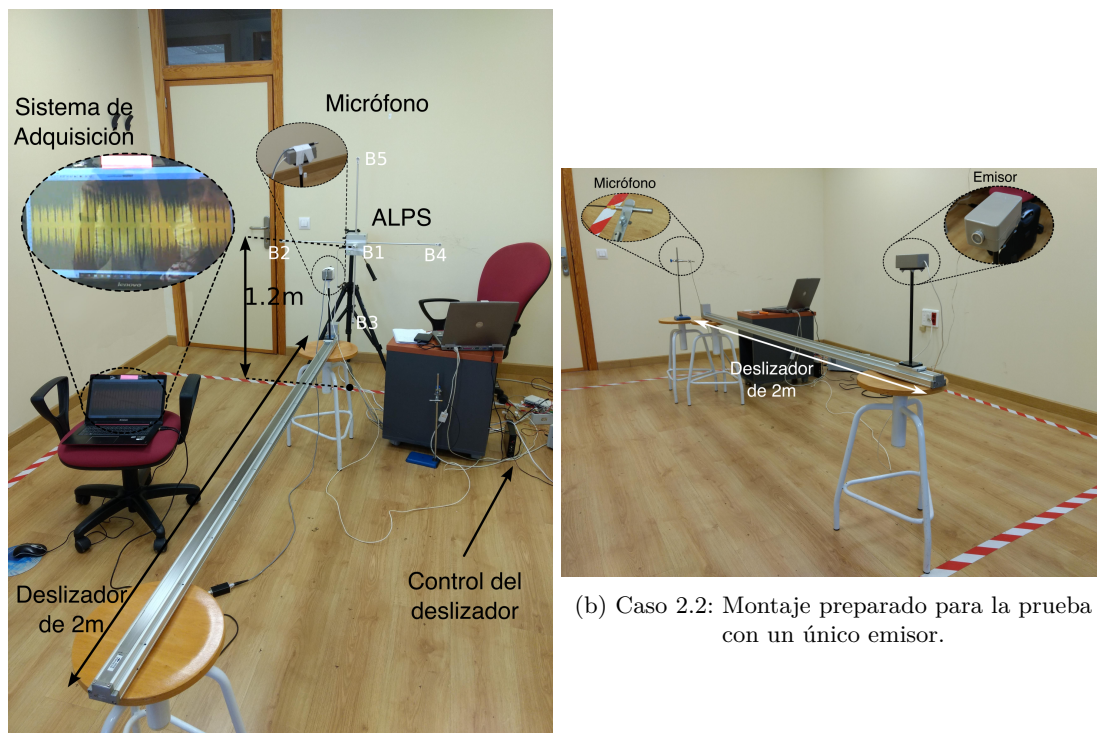 Sistema de
Adquisición
Micrófono
B5
ALPS
B2
B1
B4
1.2m
B3
Deslizador
de 2m
Control del
deslizador
Micrófono
Emisor
Deslizador
de 2m
(b) Caso 2.2: Montaje preparado para la prueba
con un único emisor.